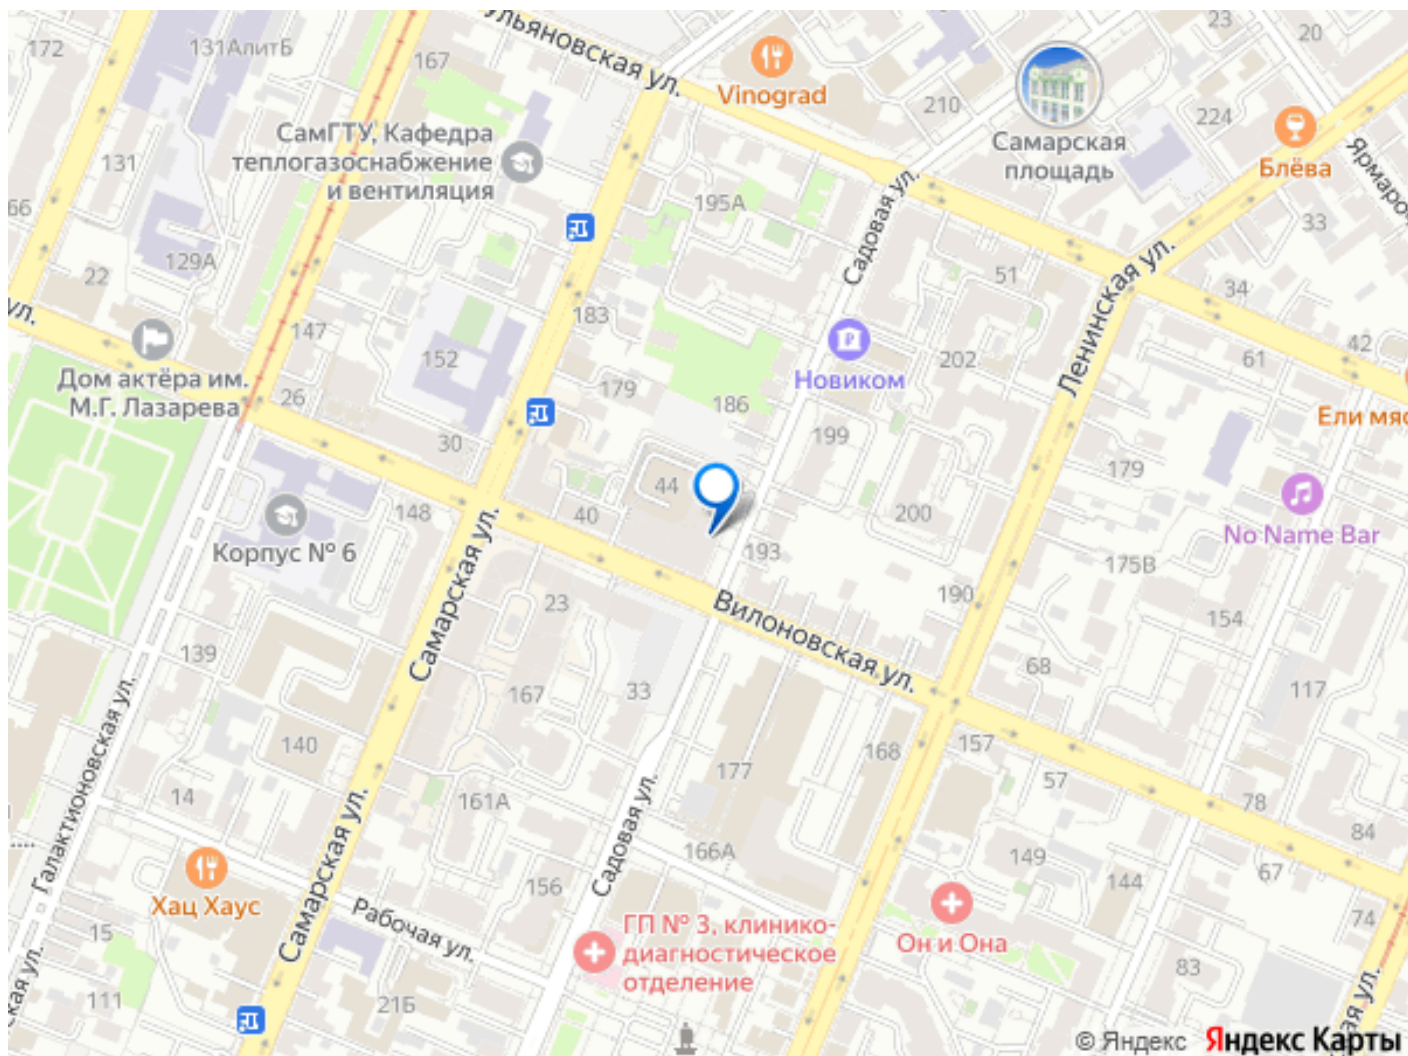 ульяновская ул.
23
20
172
131АлитБ
167
Vinograd
210
Самарская
площадь
224
Блёва
СамГТУ, Кафедра
теплогазоснабжение
и вентиляция
131
195А
Садовая ул.
33
66
129А
22
51
Ленинская ул.
34
ул.
147
183
152
Новиком
202
61
42
Дом актёра им.
М.Г. Лазарева
26
179
186
Ели мяс
30
199
179
44
148
40
200
No Name Bar
Корпус № 6
193
175В
Самарская ул.
23
Вилоновская ул.
190
154
139
68
167
33
117
140
168
157
177
57
Галактионовская ул.
14
161А
78
84
Садовая ул.
166А
149
67
Хац Хаус
156
144
Самарская ул.
Рабочая ул.
74
15
ГП № 3, клинико-
диагностическое
отделение
Он и Она
83
111
21Б
ская ул.
ая ул.
© Яндекс Яндекс Карты